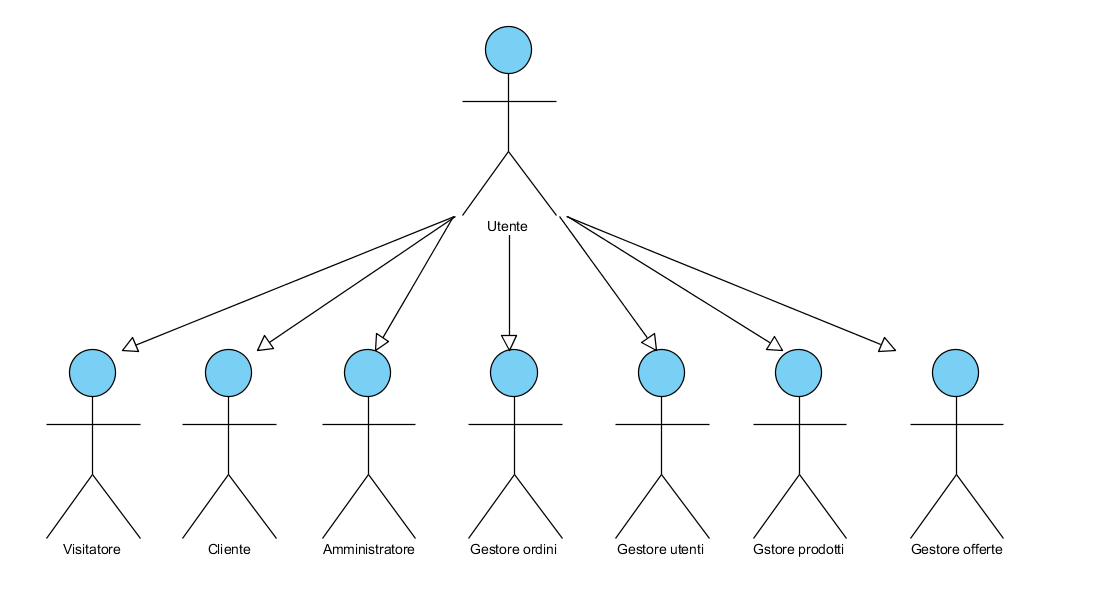 Utente
Visitatore
Cliente
Amministratore
Gestore ordini
Gestore utenti
Gstore prodotti
Gestore offerte